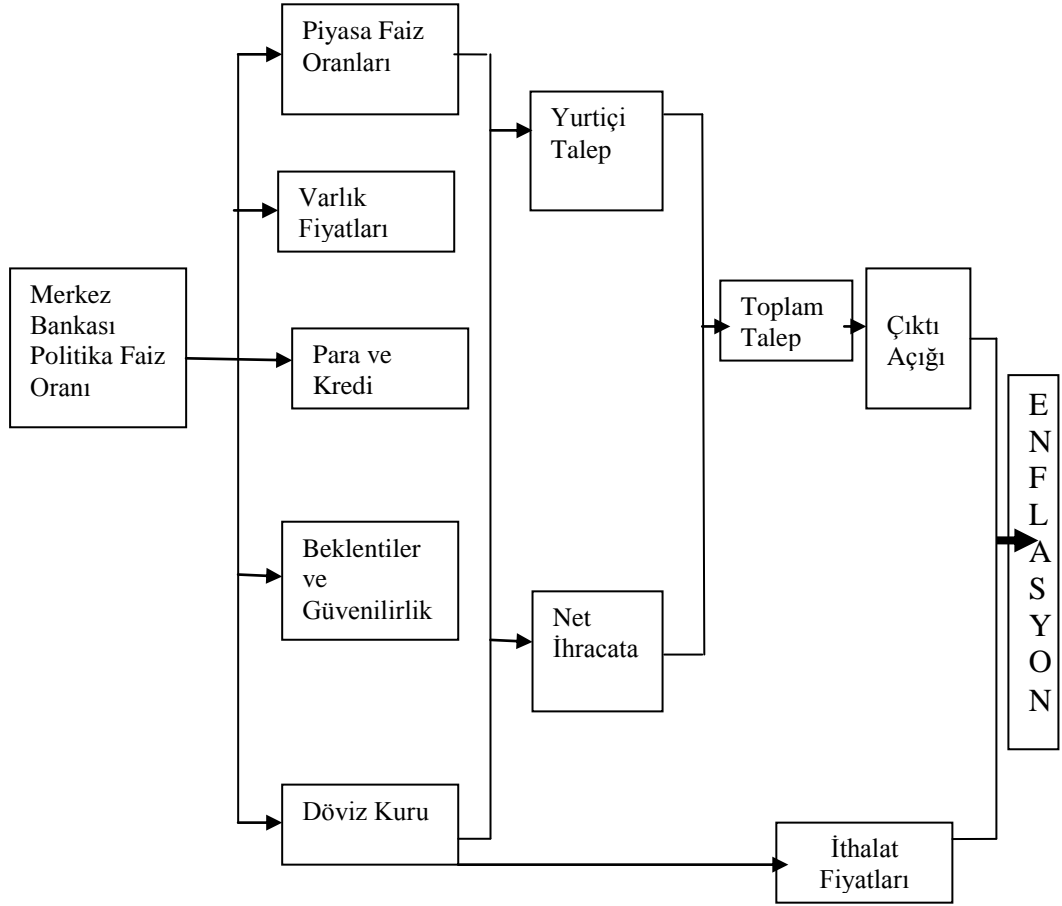 Piyasa Faiz
Oranları
Yurtiçi
Talep
Varlık
Fiyatları
Merkez
Bankası
Politika Faiz
Oranı
Para ve
Kredi
Toplam
Talep
Çıktı
Açığı
E
N
F
L
A
S
Y
O
N
Beklentiler
ve
Güvenilirlik
Net
İhracata
Döviz Kuru
İthalat
Fiyatları